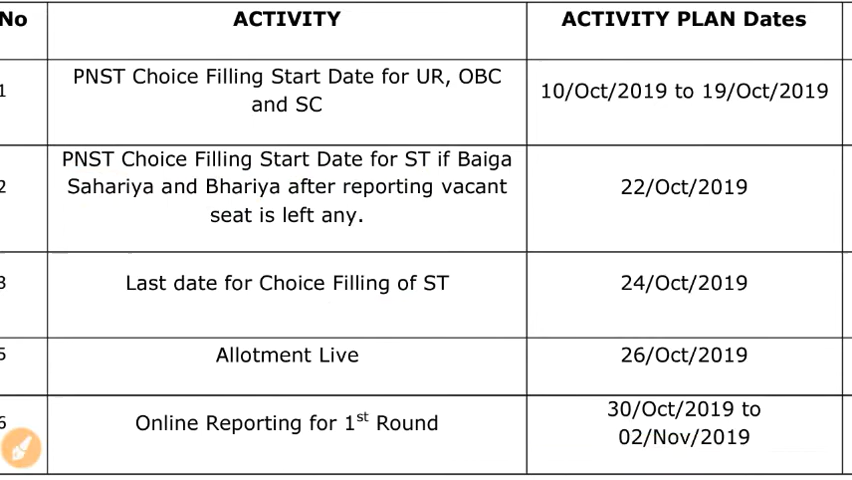 No ACTIVITY ACTIVITY PLAN Dates
1 PNST Choice Filling Start Date for UR, OBC
and SC
10/Oct/2019 to 19/Oct/2019
2 PNST Choice Filling Start Date for ST if Baiga
Sahariya and Bhariya after reporting vacant
seat is left any.
22/Oct/2019
3 Last date for Choice Filling of ST 24/Oct/2019
5 Allotment Live 26/Oct/2019
6 Online Reporting for 1st Round
30/Oct/2019 to
02/Nov/2019